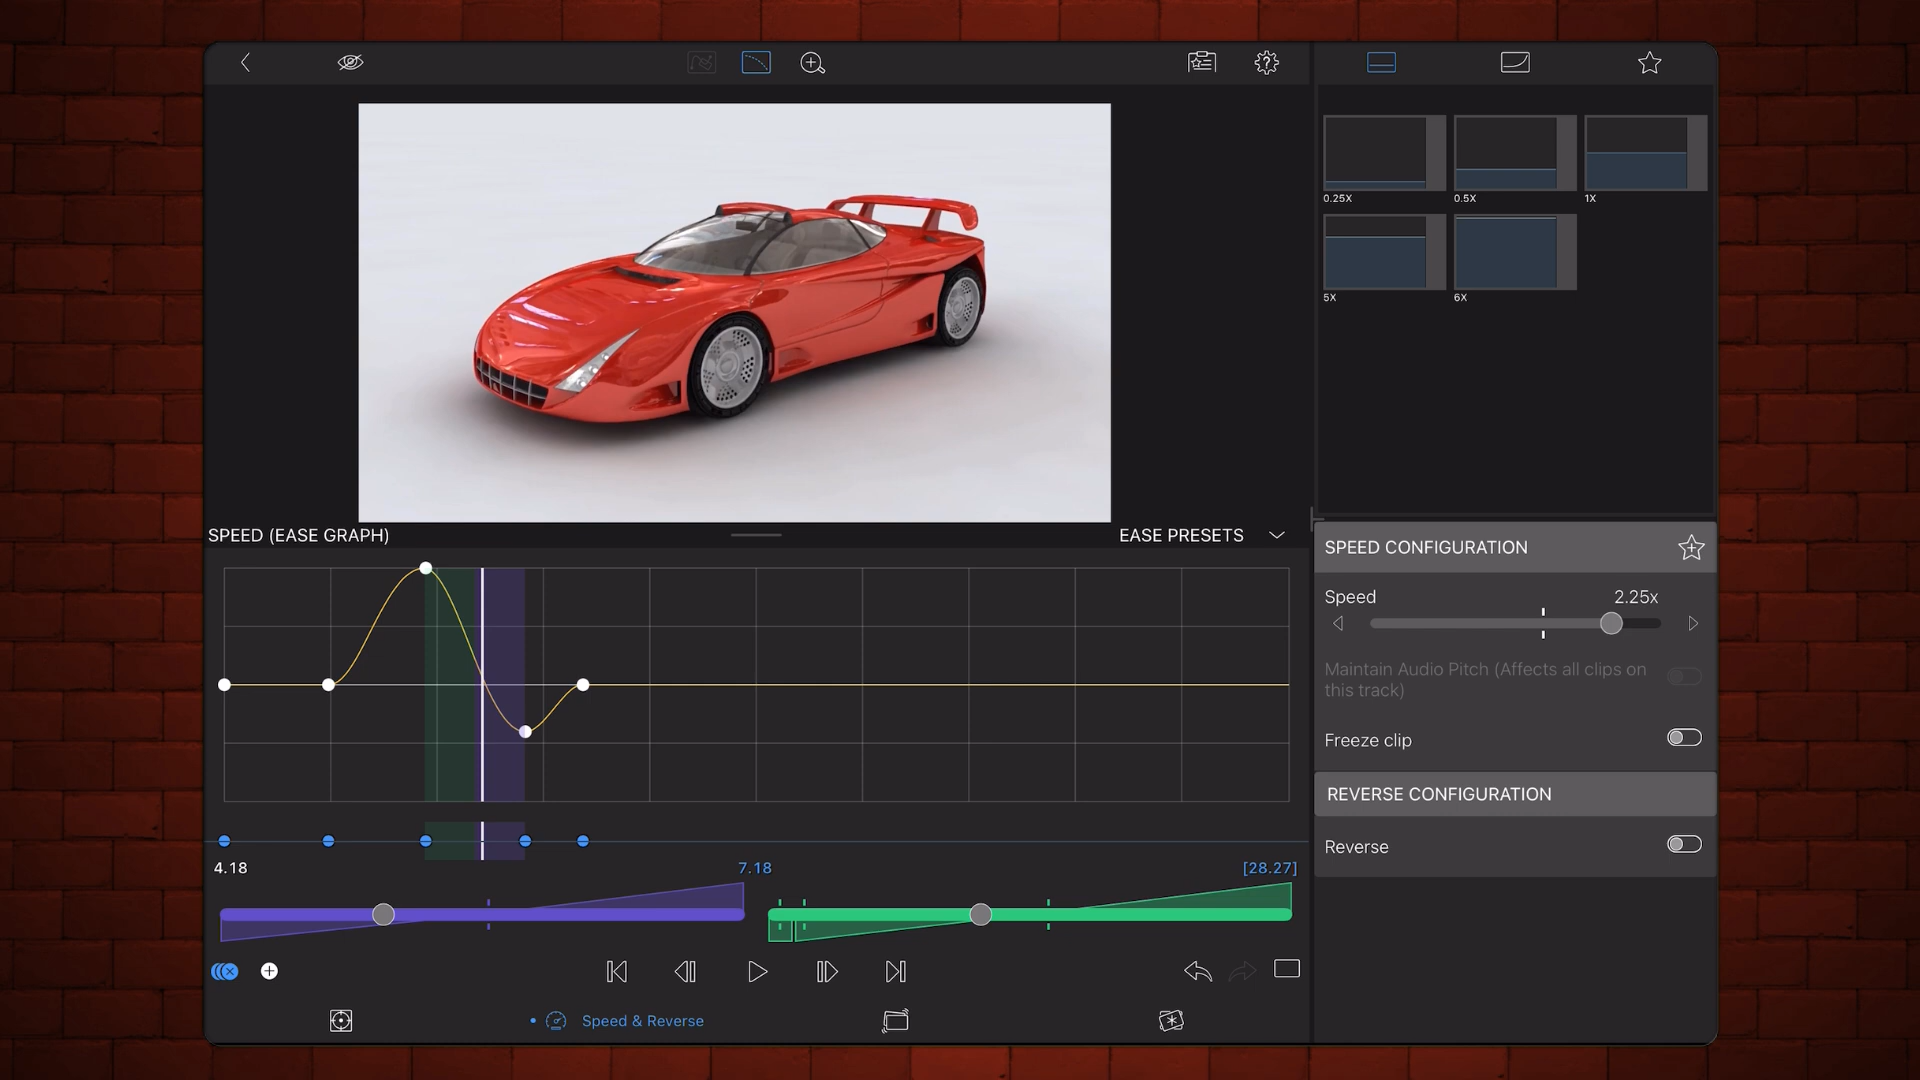 0.25X
0.5X
1X
5X
6X
SPEED (EASE GRAPH)
EASE PRESETS
SPEED CONFIGURATION
Speed
2.25x
Maintain Audio Pitch (Affects all clips on
this track)
Freeze clip
REVERSE CONFIGURATION
Reverse
4.18
7.18
[28.27]
Speed & Reverse